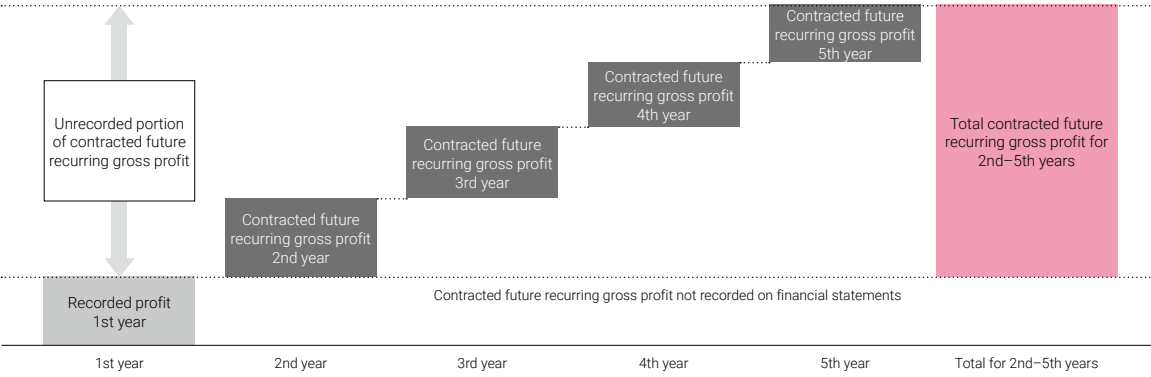 Contracted future
recurring gross profit
5th year
Contracted future
recurring gross profit
4th year
Unrecorded portion
of contracted future
recurring gross profit
Total contracted future
recurring gross profit for
2nd–5th years
Contracted future
recurring gross profit
3rd year
Contracted future
recurring gross profit
2nd year
Recorded profit
1st year
Contracted future recurring gross profit not recorded on financial statements
1st year
2nd year
3rd year
4th year
5th year
Total for 2nd–5th years